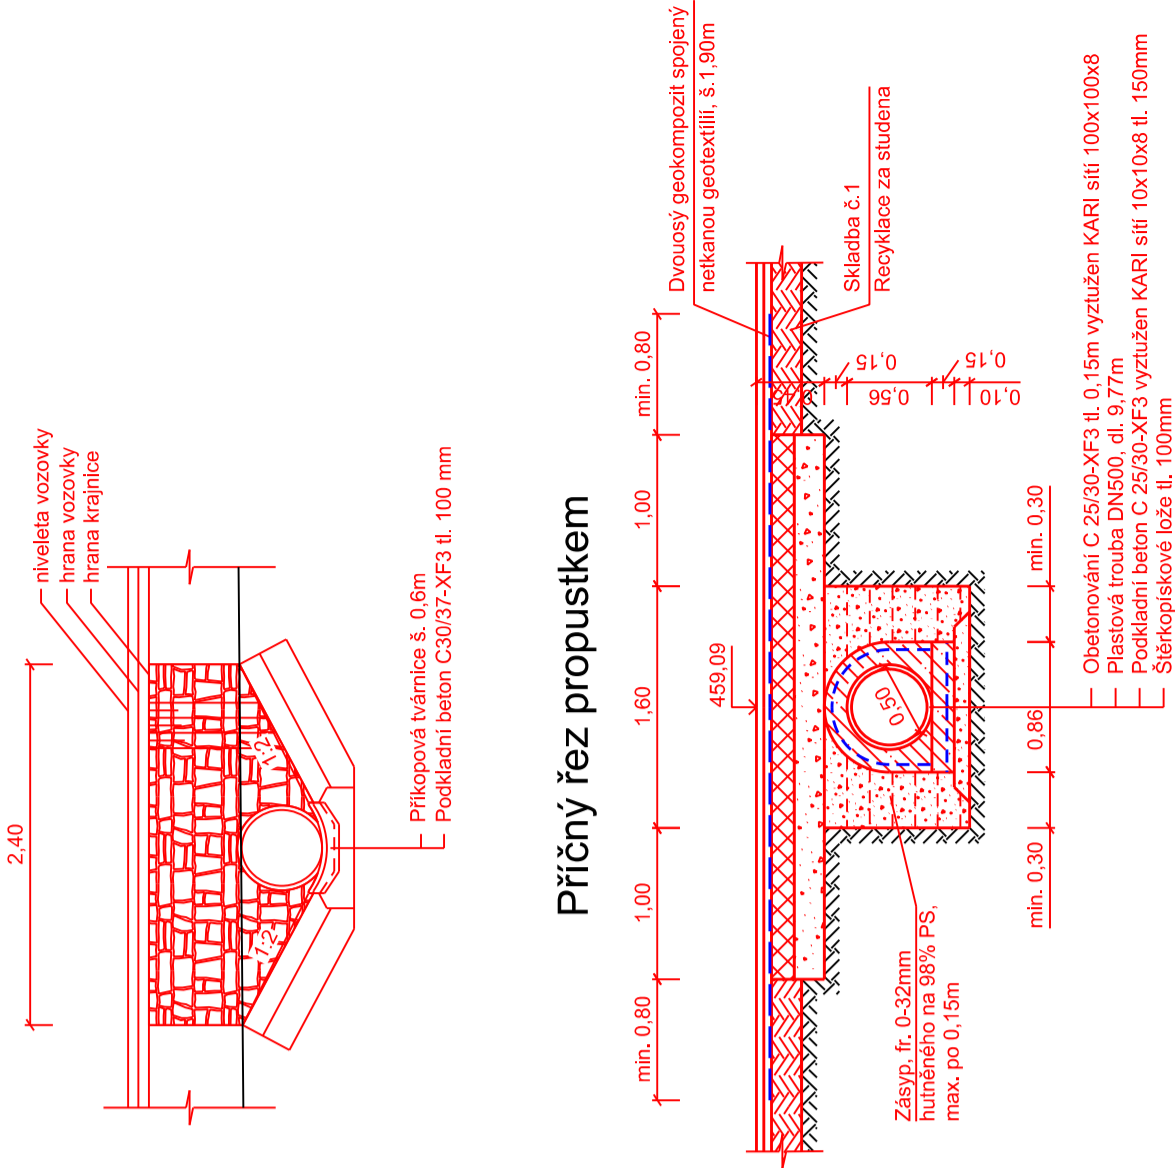 niveleta vozovky
hrana vozovky
hrana krajnice
2,40
1:2
1:2
Příkopová tvárnice š. 0,6m
Podkladní beton C30/37-XF3 tl. 100 mm
Příčný řez propustkem
Dvouosý geokompozit spojený
netkanou geotextilií, š.1,90m
Skladba č.1
Recyklace za studena
min. 0,80
1,00
1,60
1,00
min. 0,80
459,09
0,15
0,56
0,15
0,10
0,50
min. 0,30
0,86
min. 0,30
Zásyp, fr. 0-32mm
hutněného na 98% PS,
max. po 0,15m
Obetonování C 25/30-XF3 tl. 0,15m vyztužen KARI sítí 100x100x8
Plastová trouba DN500, dl. 9,77m
Podkladní beton C 25/30-XF3 vyztužen KARI sítí 10x10x8 tl. 150mm
Štěrkopískové lože tl. 100mm